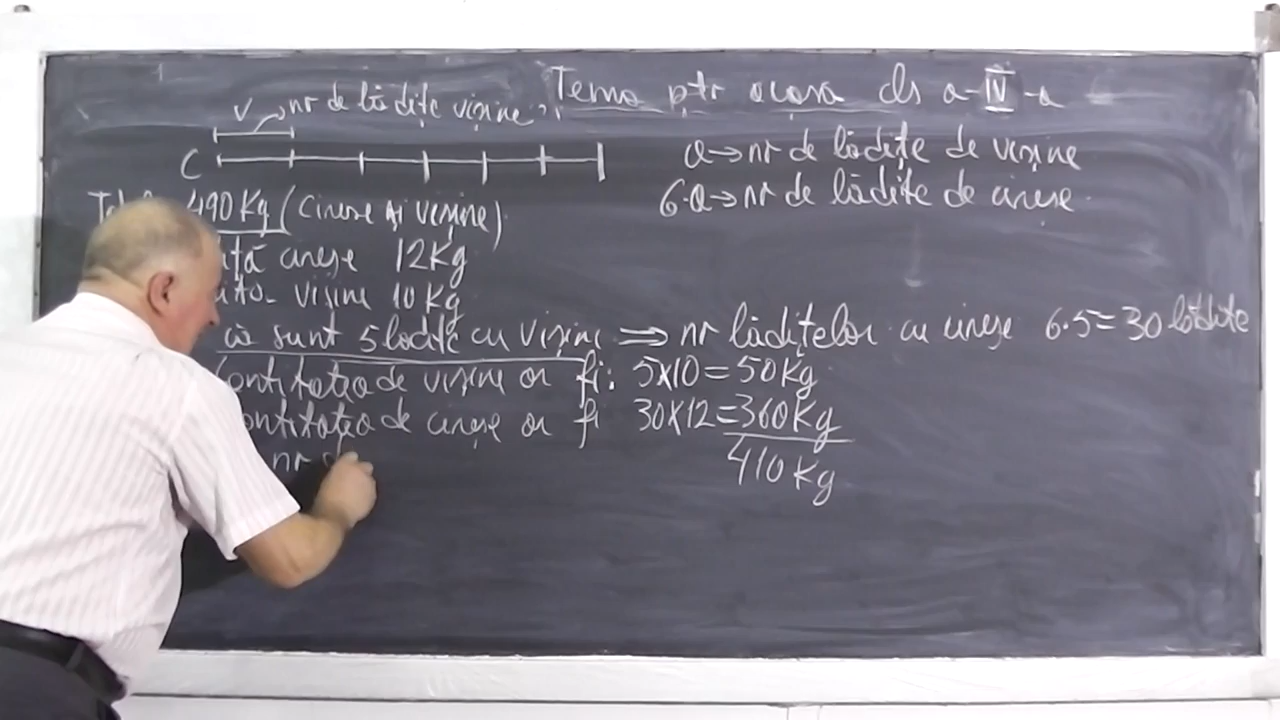 Tema ptr acasa cls a-IV-a
V nr de lădițe vișine?
C
490 Kg (cireșe și vișine)
cireșe 12Kg
vișine 10 Kg
că sunt 5 lădițe cu vișine ⇒ nr lădițelor cu cireșe 6·5=30 lădițe
Cantitatea de vișine ar fi: 5x10=50Kg
Cantitatea de cireșe ar fi 30x12=360Kg
410 Kg
nr
a→nr de lădițe de vișine
6·a→nr de lădițe de cireșe